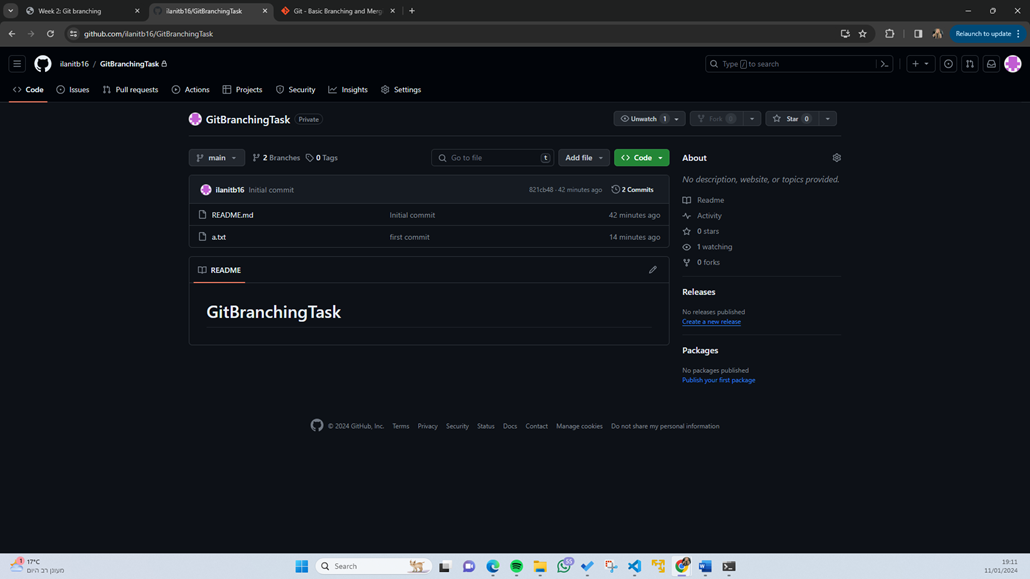 Week 2: Git branching
ilanitb16/GitBranchingTask
Git - Basic Branching and Merg
github.com/ilanitb16/GitBranchingTask
Relaunch to update
ilanitb16 / GitBranchingTask
Type / to search
Code
Issues
Pull requests
Actions
Projects
Security
Insights
Settings
GitBranchingTask
Private
Unwatch 1
Fork 0
Star 0
main
2 Branches
0 Tags
Go to file
t
Add file
Code
ilanitb16 Initial commit
821cb48 · 42 minutes ago
2 Commits
README.md Initial commit 42 minutes ago
a.txt first commit 14 minutes ago
README
GitBranchingTask
About
No description, website, or topics provided.
Readme
Activity
0 stars
1 watching
0 forks
Releases
No releases published
Create a new release
Packages
No packages published
Publish your first package
© 2024 GitHub, Inc. Terms Privacy Security Status Docs Contact Manage cookies Do not share my personal information
1
17°C
מעונן רב היום
Search
19:11
11/01/2024